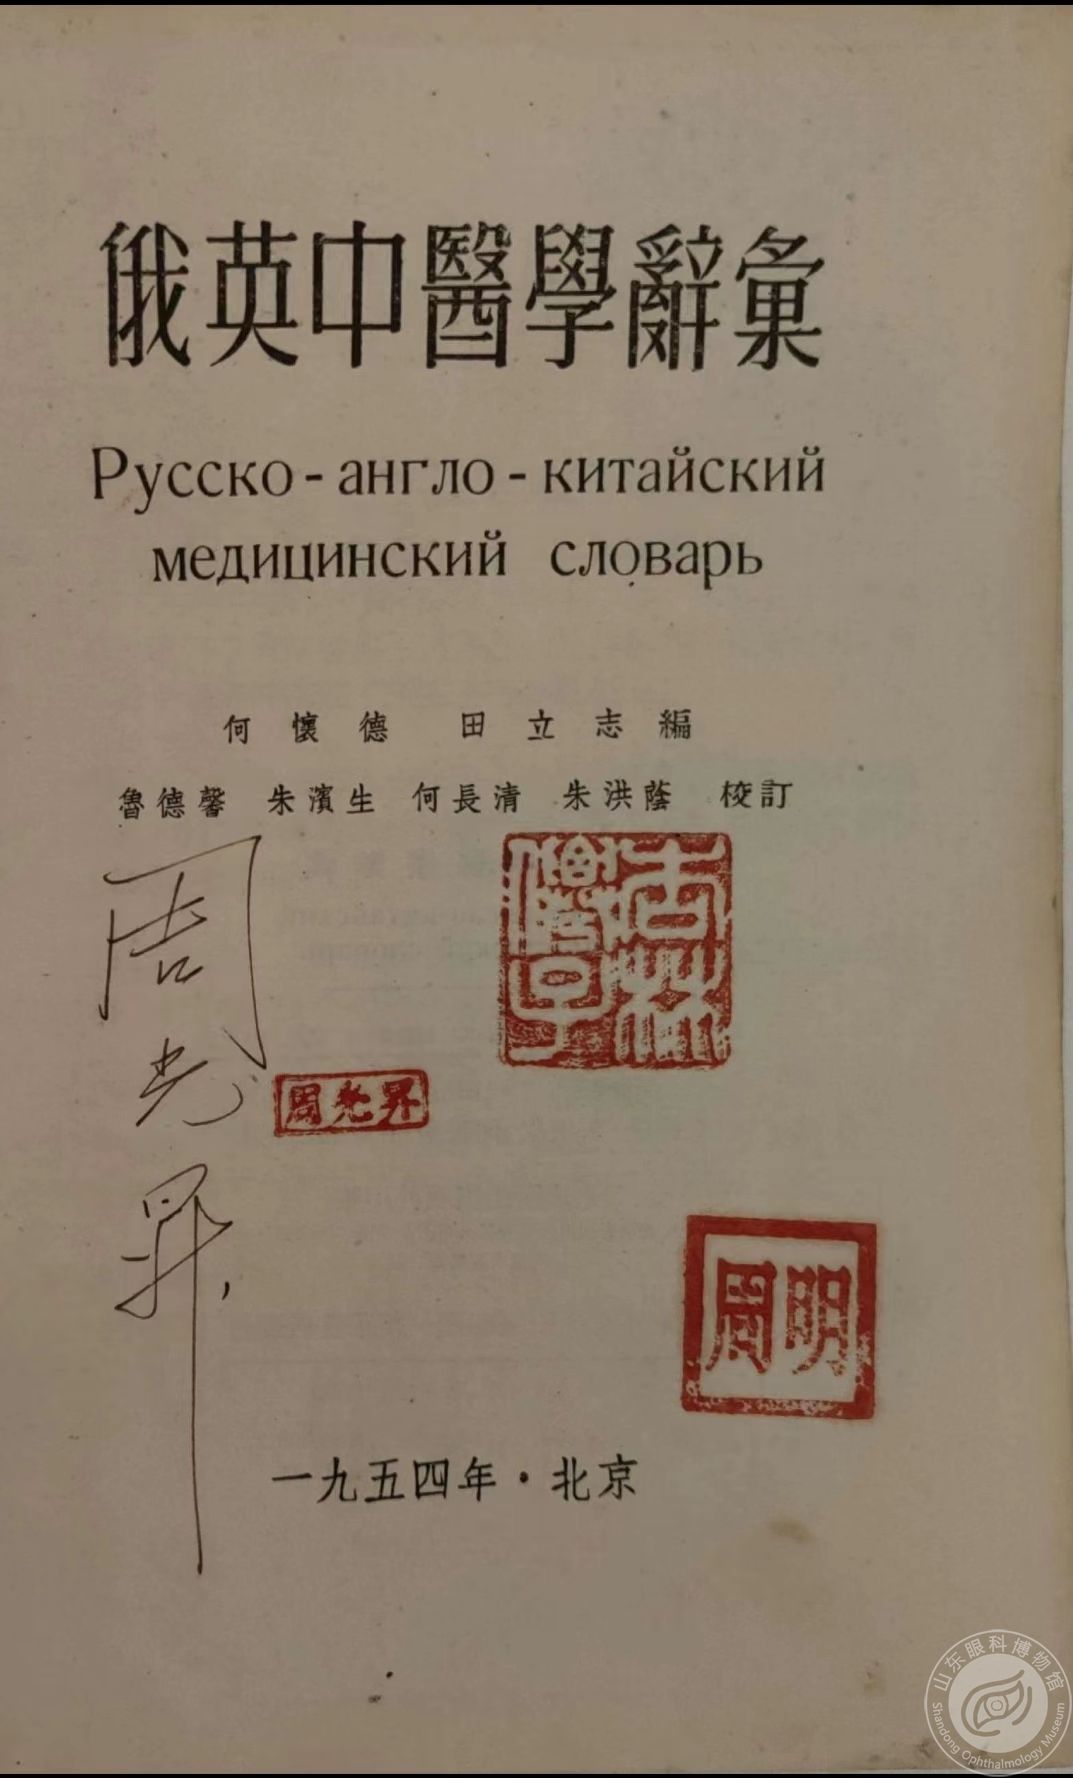 俄英中醫學辭彙
Русско-англо-китайский
медицинский словарь
何懷德 田立志編
魯德馨 朱濱生 何長清 朱洪蔭 校訂
周光昇
周光昇
明周
一九五四年·北京
山东眼科博物馆
Shandong Ophthalmology Museum